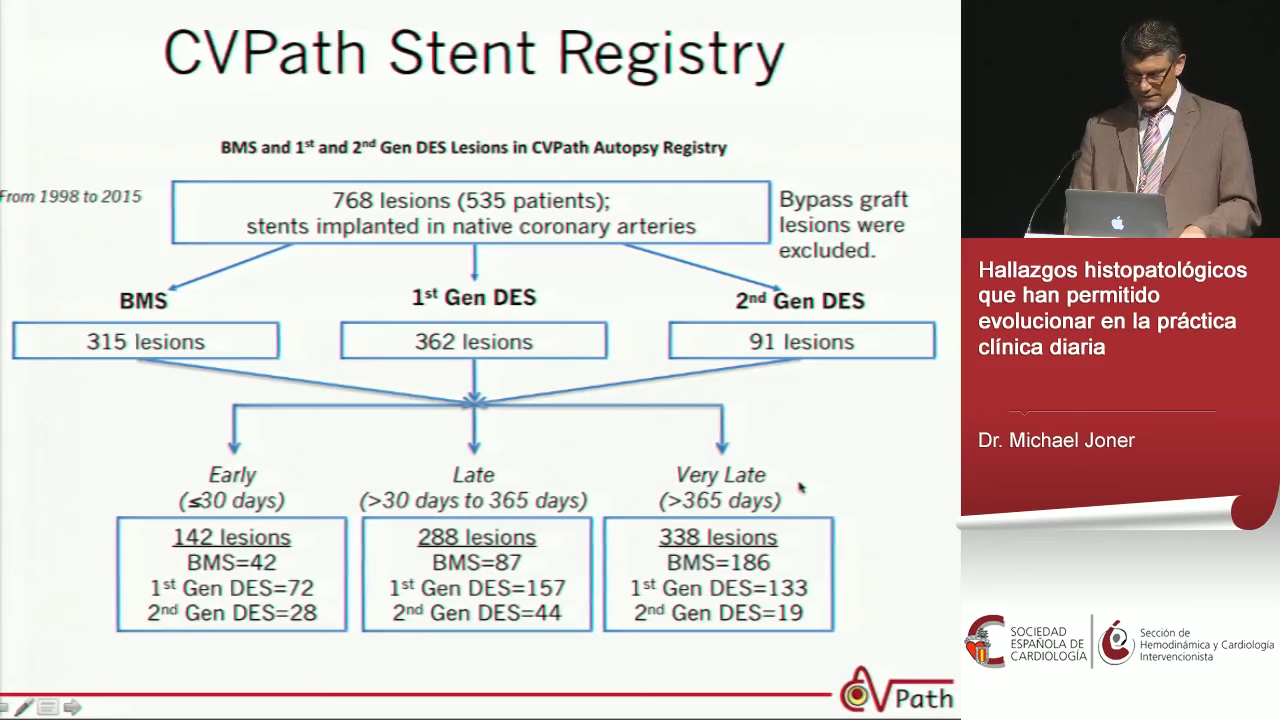 CVPath Stent Registry
BMS and 1st and 2nd Gen DES Lesions in CVPath Autopsy Registry
From 1998 to 2015
768 lesions (535 patients);
stents implanted in native coronary arteries
Bypass graft
lesions were
excluded.
BMS
1st Gen DES
2nd Gen DES
315 lesions
362 lesions
91 lesions
Early
(≤30 days)
142 lesions
BMS=42
1st Gen DES=72
2nd Gen DES=28
Late
(>30 days to 365 days)
288 lesions
BMS=87
1st Gen DES=157
2nd Gen DES=44
Very Late
(>365 days)
338 lesions
BMS=186
1st Gen DES=133
2nd Gen DES=19
CVPath
Hallazgos histopatológicos
que han permitido
evolucionar en la práctica
clínica diaria
Dr. Michael Joner
SOCIEDAD
ESPAÑOLA DE
CARDIOLOGÍA
Sección de
Hemodinámica y Cardiología
Intervencionista